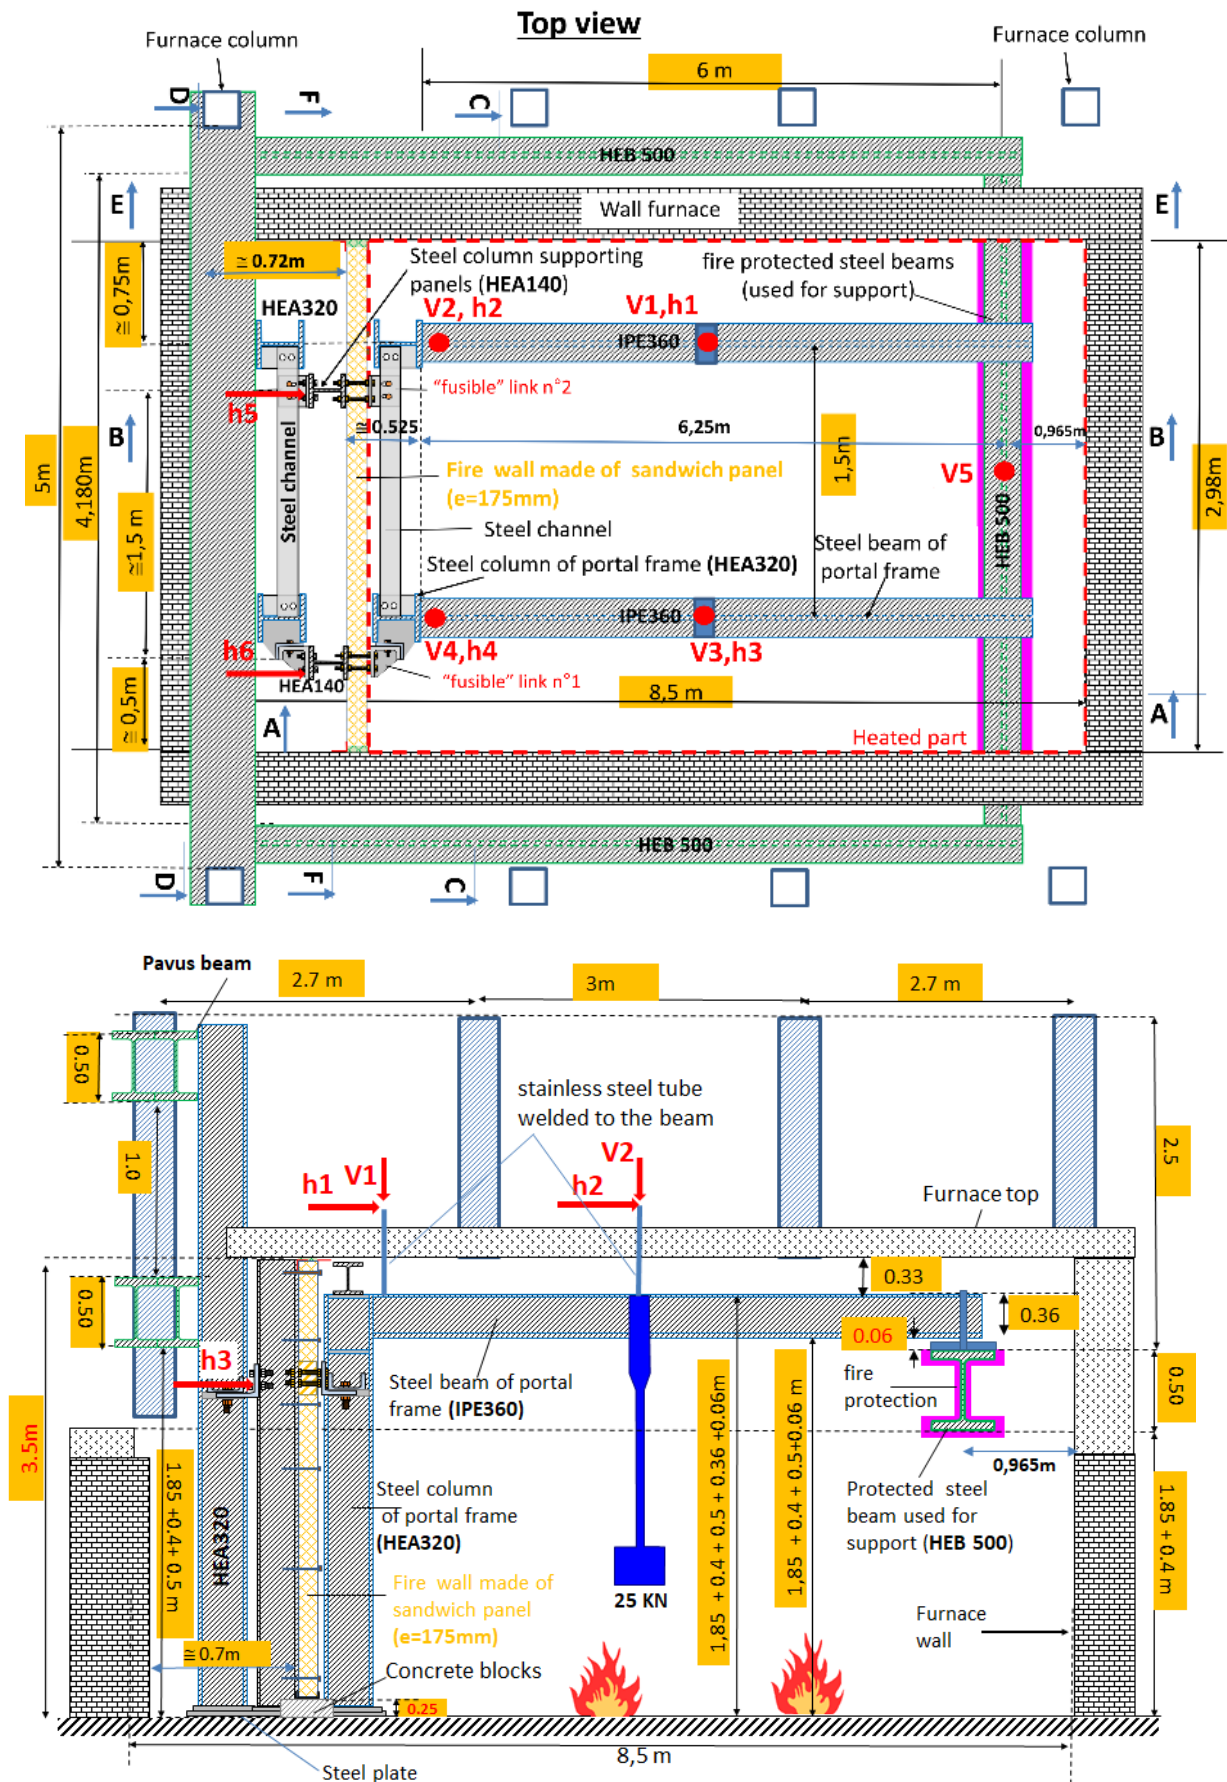 Top view
Furnace column
Furnace column
6 m
D
F
C
HEB 500
E
Wall furnace
E
≅ 0.72m
Steel column supporting
panels (HEA140)
fire protected steel beams
(used for support)
≅ 0,75m
HEA320
V2, h2
V1,h1
IPE360
"fusible" link n°2
h5
≅ 0.525
6,25m
0,965m
B
B
1,5m
5m
4,180m
≅1,5 m
2,98m
V5
Steel channel
Fire wall made of sandwich panel
(e=175mm)
HEB 500
Steel channel
Steel beam of
portal frame
Steel column of portal frame (HEA320)
IPE360
h6
V4,h4
V3,h3
HEA140
"fusible" link n°1
≅ 0,5m
8,5 m
A
A
Heated part
HEB 500
D
F
C
Pavus beam
2.7 m
3m
2.7 m
0.50
stainless steel tube
welded to the beam
1.0
2.5
V2
V1
h2
h1
Furnace top
0.33
0.50
0.36
0.06
h3
fire
protection
0.50
Steel beam of portal
frame (IPE360)
0,965m
3.5m
1.85 +0.4+ 0.5 m
HEA320
Steel column
of portal frame
(HEA320)
1,85 + 0.4 + 0.5 + 0.36 +0.06m
1,85 + 0.4 + 0.5+0.06 m
Protected steel
beam used for
support (HEB 500)
1.85 + 0.4 m
Fire wall made of
sandwich panel
(e=175mm)
25 KN
Furnace
wall
≅ 0.7m
Concrete blocks
0.25
8,5 m
Steel plate